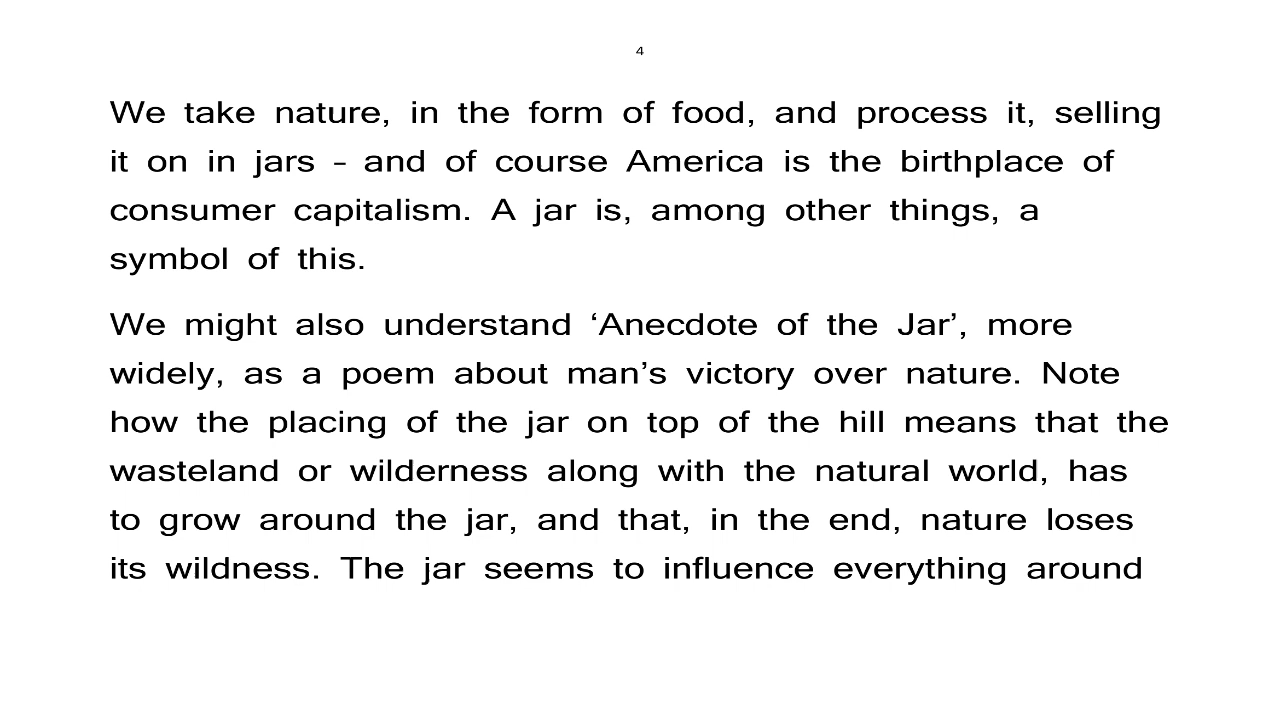 4
We take nature, in the form of food, and process it, selling
it on in jars – and of course America is the birthplace of
consumer capitalism. A jar is, among other things, a
symbol of this.
We might also understand ‘Anecdote of the Jar’, more
widely, as a poem about man’s victory over nature. Note
how the placing of the jar on top of the hill means that the
wasteland or wilderness along with the natural world, has
to grow around the jar, and that, in the end, nature loses
its wildness. The jar seems to influence everything around